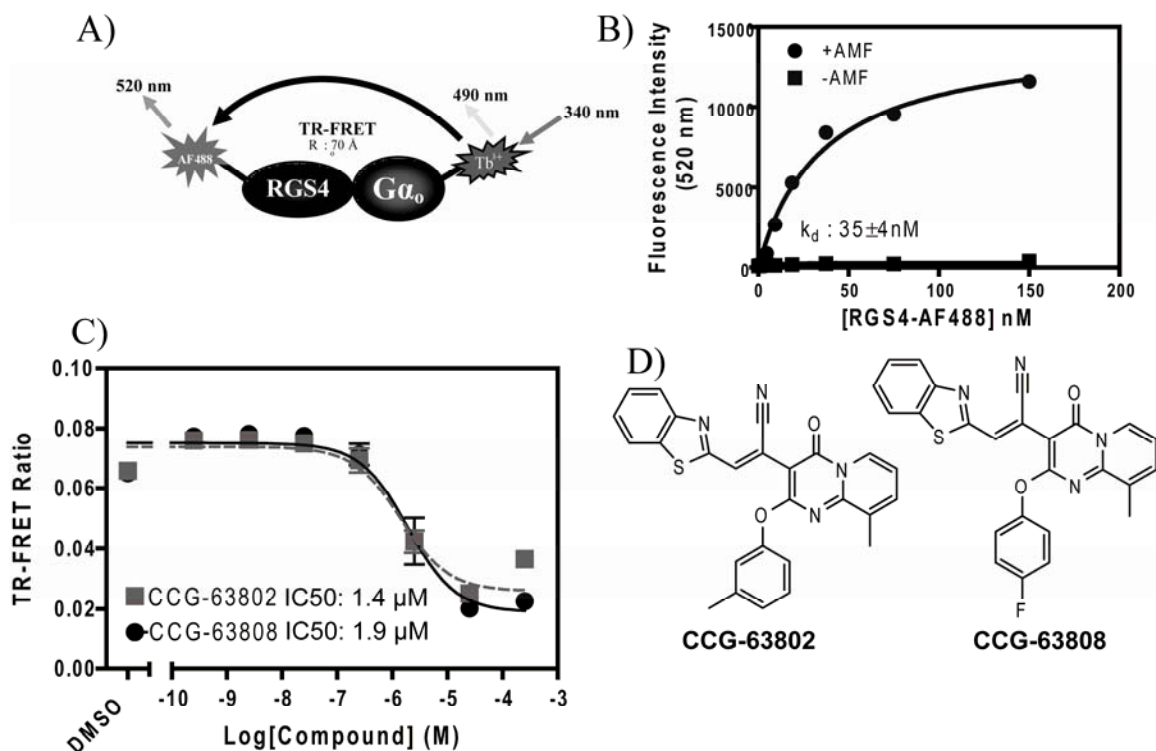 A)
520 nm
490 nm
340 nm
TR-FRET
R : 70 Å
o
AF488
RGS4
Gαo
Tb3+
B)
Fluorescence Intensity
(520 nm)
15000
10000
5000
0
+AMF
-AMF
kd : 35±4nM
0 50 100 150 200
[RGS4-AF488] nM
C)
TR-FRET Ratio
0.10
0.08
0.06
0.04
0.02
0.00
CCG-63802 IC50: 1.4 µM
CCG-63808 IC50: 1.9 µM
DMSO -10 -9 -8 -7 -6 -5 -4 -3
Log[Compound] (M)
D)
N
N
S
O
N
N
O
CCG-63802
N
N
S
O
N
N
O
F
CCG-63808